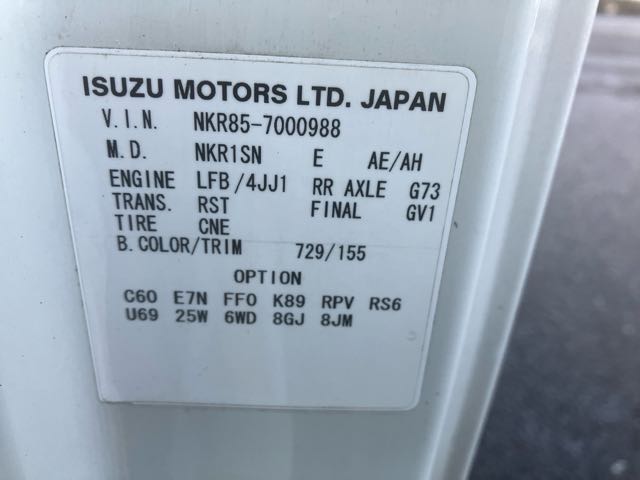 ISUZU MOTORS LTD. JAPAN
V.I.N. NKR85-7000988
M.D. NKR1SN E AE/AH
ENGINE LFB/4JJ1 RR AXLE G73
TRANS. RST FINAL GV1
TIRE CNE
B.COLOR/TRIM 729/155
OPTION
C60 E7N FF0 K89 RPV RS6
U69 25W 6WD 8GJ 8JM